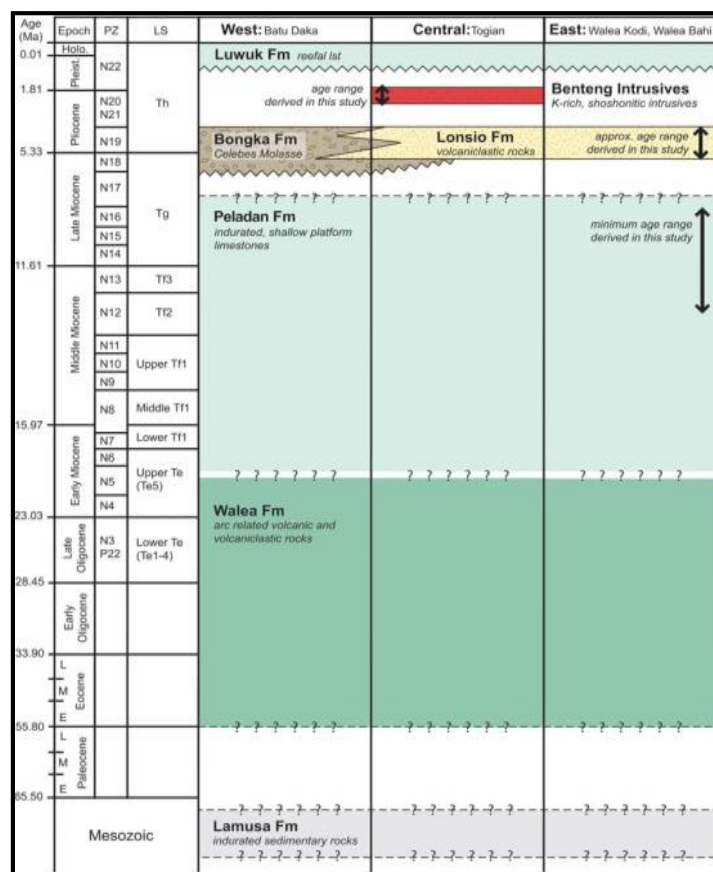 Age
(Ma)
Epoch
PZ
LS
West: Batu Daka
Central: Togian
East: Walea Kodi, Walea Bahi
0.01
Holo.
Pleist.
N22
Luwuk Fm reefal lst
1.81
Pliocene
N20
N21
Th
age range
derived in this study
Benteng Intrusives
K-rich, shoshonitic intrusives
N19
Bongka Fm
Celebes Molasse
Lonsio Fm
volcaniclastic rocks
approx. age range
derived in this study
5.33
Late Miocene
N18
N17
N16
N15
N14
Tg
? ? ? ? ? ?
? ? ? ? ? ?
? ? ? ? ? ?
Peladan Fm
indurated, shallow platform
limestones
minimum age range
derived in this study
11.61
Middle Miocene
N13
Tf3
N12
Tf2
N11
N10
N9
Upper Tf1
N8
Middle Tf1
15.97
Early Miocene
N7
Lower Tf1
N6
N5
N4
Upper Te
(Te5)
? ? ? ? ? ?
? ? ? ? ? ?
? ? ? ? ? ?
Walea Fm
arc related volcanic and
volcaniclastic rocks
23.03
Late
Oligocene
N3
P22
Lower Te
(Te1-4)
28.45
Early
Oligocene
33.90
L
M
E
Eocene
55.80
? ? ? ? ? ?
? ? ? ? ? ?
? ? ? ? ? ?
L
M
E
Paleocene
65.50
Mesozoic
? ? ? ? ? ?
? ? ? ? ? ?
? ? ? ? ? ?
Lamusa Fm
indurated sedimentary rocks
? ? ? ? ? ?
? ? ? ? ? ?
? ? ? ? ? ?